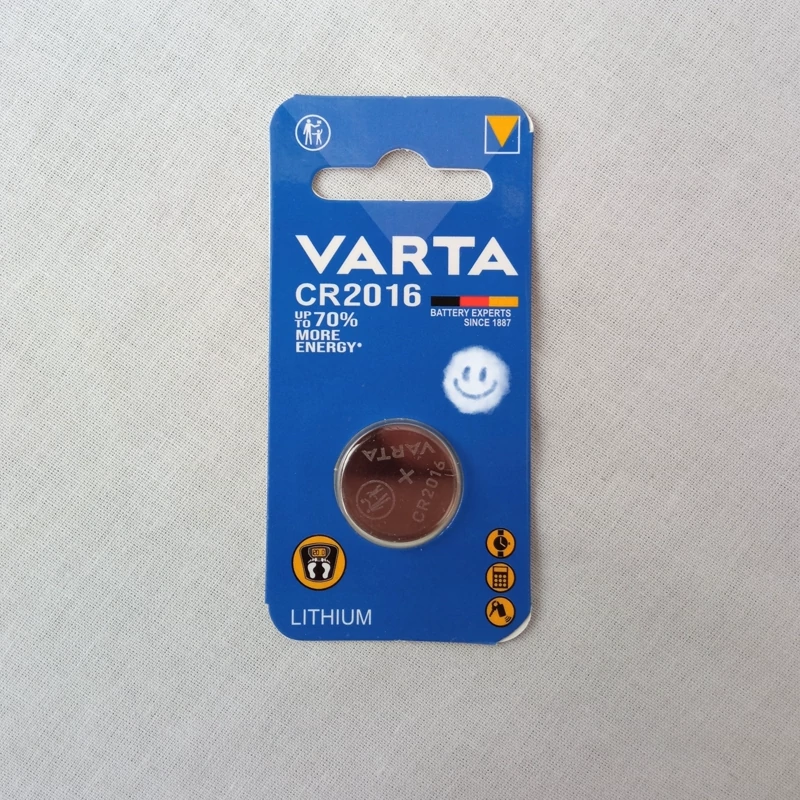 VARTA
CR2016
UP TO 70%
MORE
ENERGY*
BATTERY EXPERTS
SINCE 1887
VARTA
+
CR2016
LITHIUM